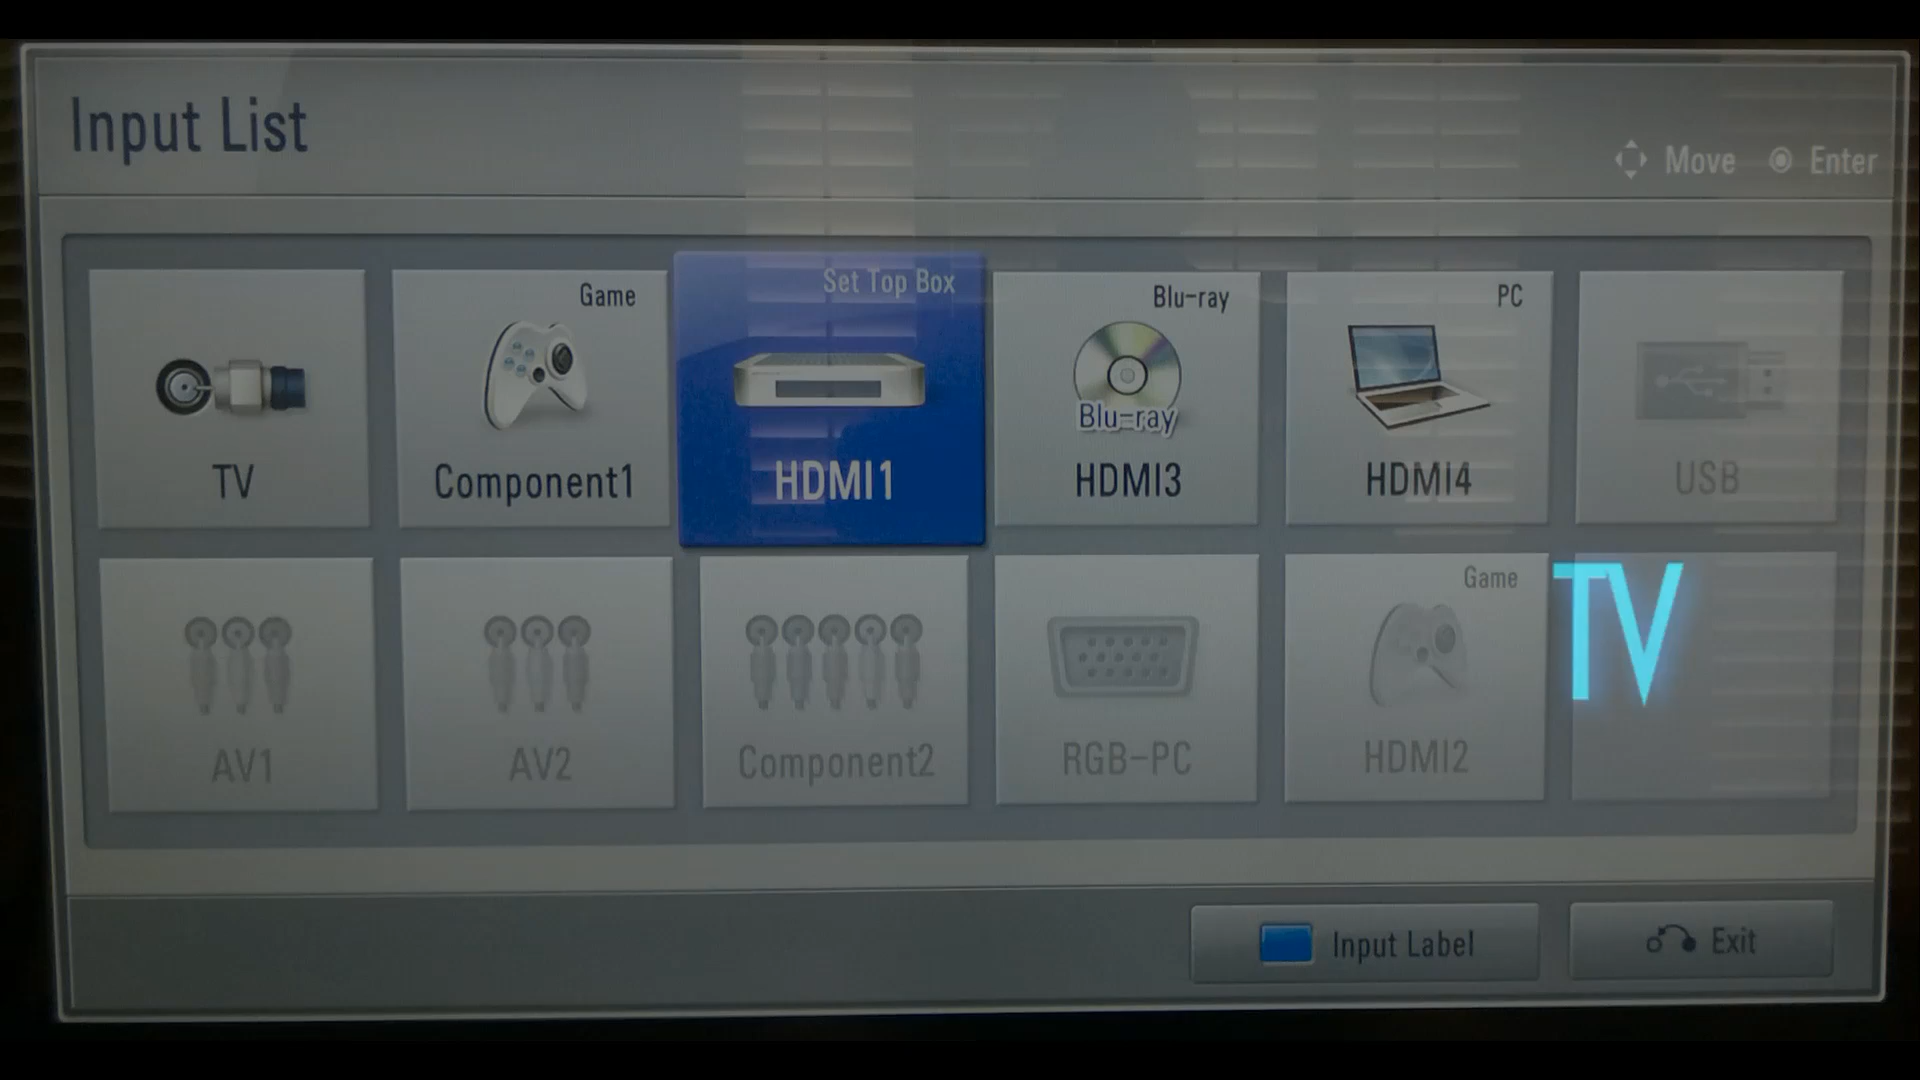 Input List
Move Enter
Set Top Box
Game
Blu-ray
PC
Blu-ray
TV
Component1
HDMI1
HDMI3
HDMI4
USB
Game
TV
AV1
AV2
Component2
RGB-PC
HDMI2
Input Label
Exit